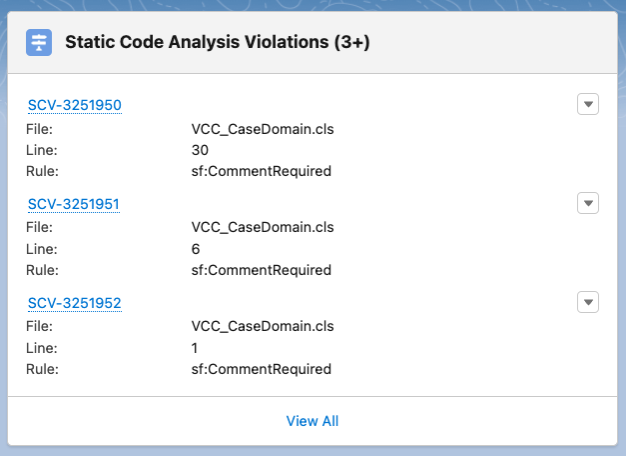 Static Code Analysis Violations (3+)
SCV-3251950
File: VCC_CaseDomain.cls
Line: 30
Rule: sf:CommentRequired
SCV-3251951
File: VCC_CaseDomain.cls
Line: 6
Rule: sf:CommentRequired
SCV-3251952
File: VCC_CaseDomain.cls
Line: 1
Rule: sf:CommentRequired
View All